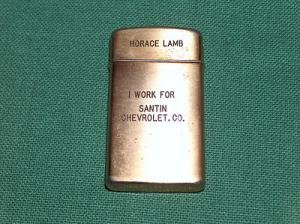 HORACE LAMB
I WORK FOR
SANTIN
CHEVROLET. CO.